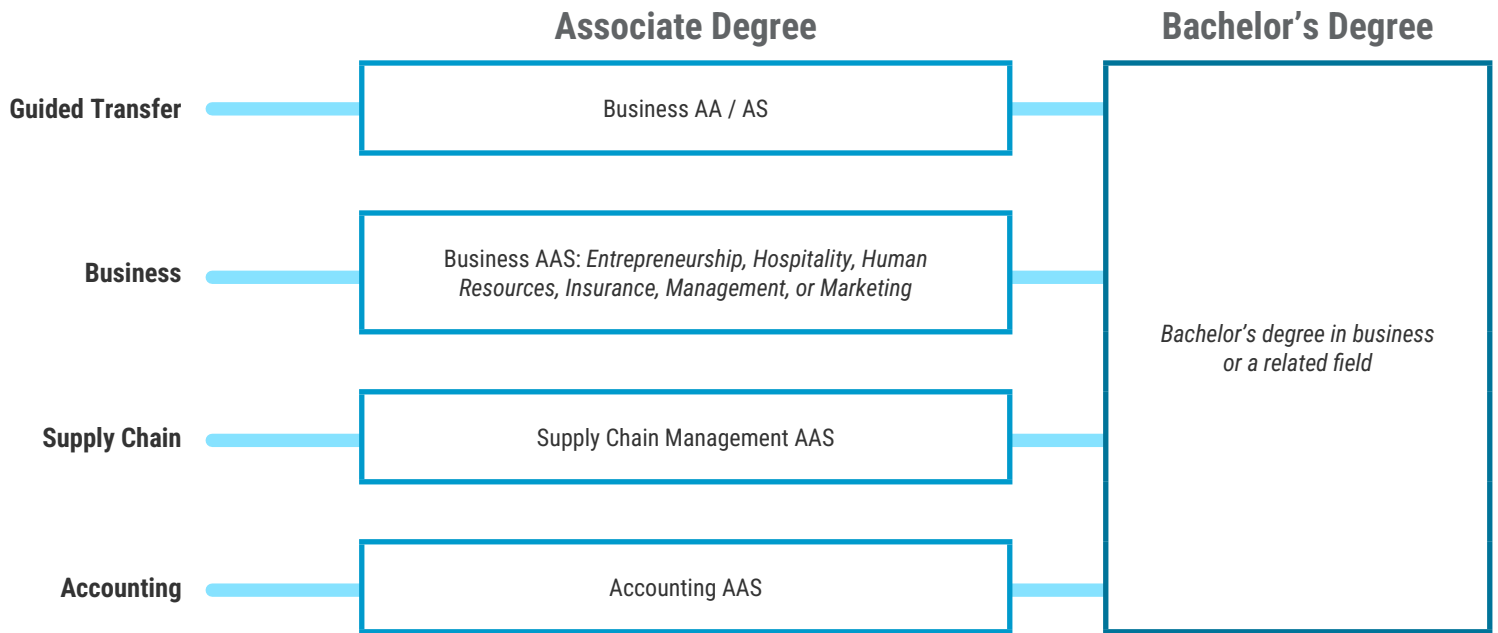 Associate Degree
Bachelor’s Degree
Guided Transfer
Business AA / AS
Business
Business AAS: Entrepreneurship, Hospitality, Human
Resources, Insurance, Management, or Marketing
Bachelor’s degree in business
or a related field
Supply Chain
Supply Chain Management AAS
Accounting
Accounting AAS